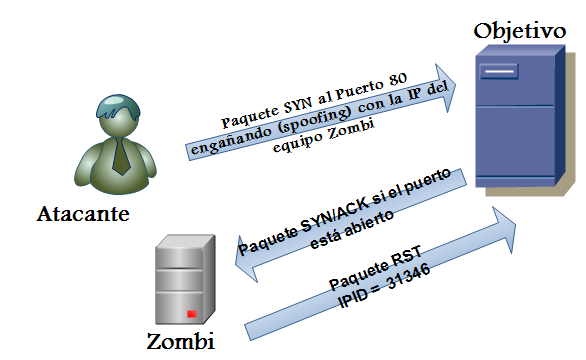 Objetivo
Paquete SYN al Puerto 80
engañando (spoofing) con la IP del
equipo Zombi
Atacante
Paquete SYN/ACK si el puerto
está abierto
Paquete RST
IPID = 31346
Zombi